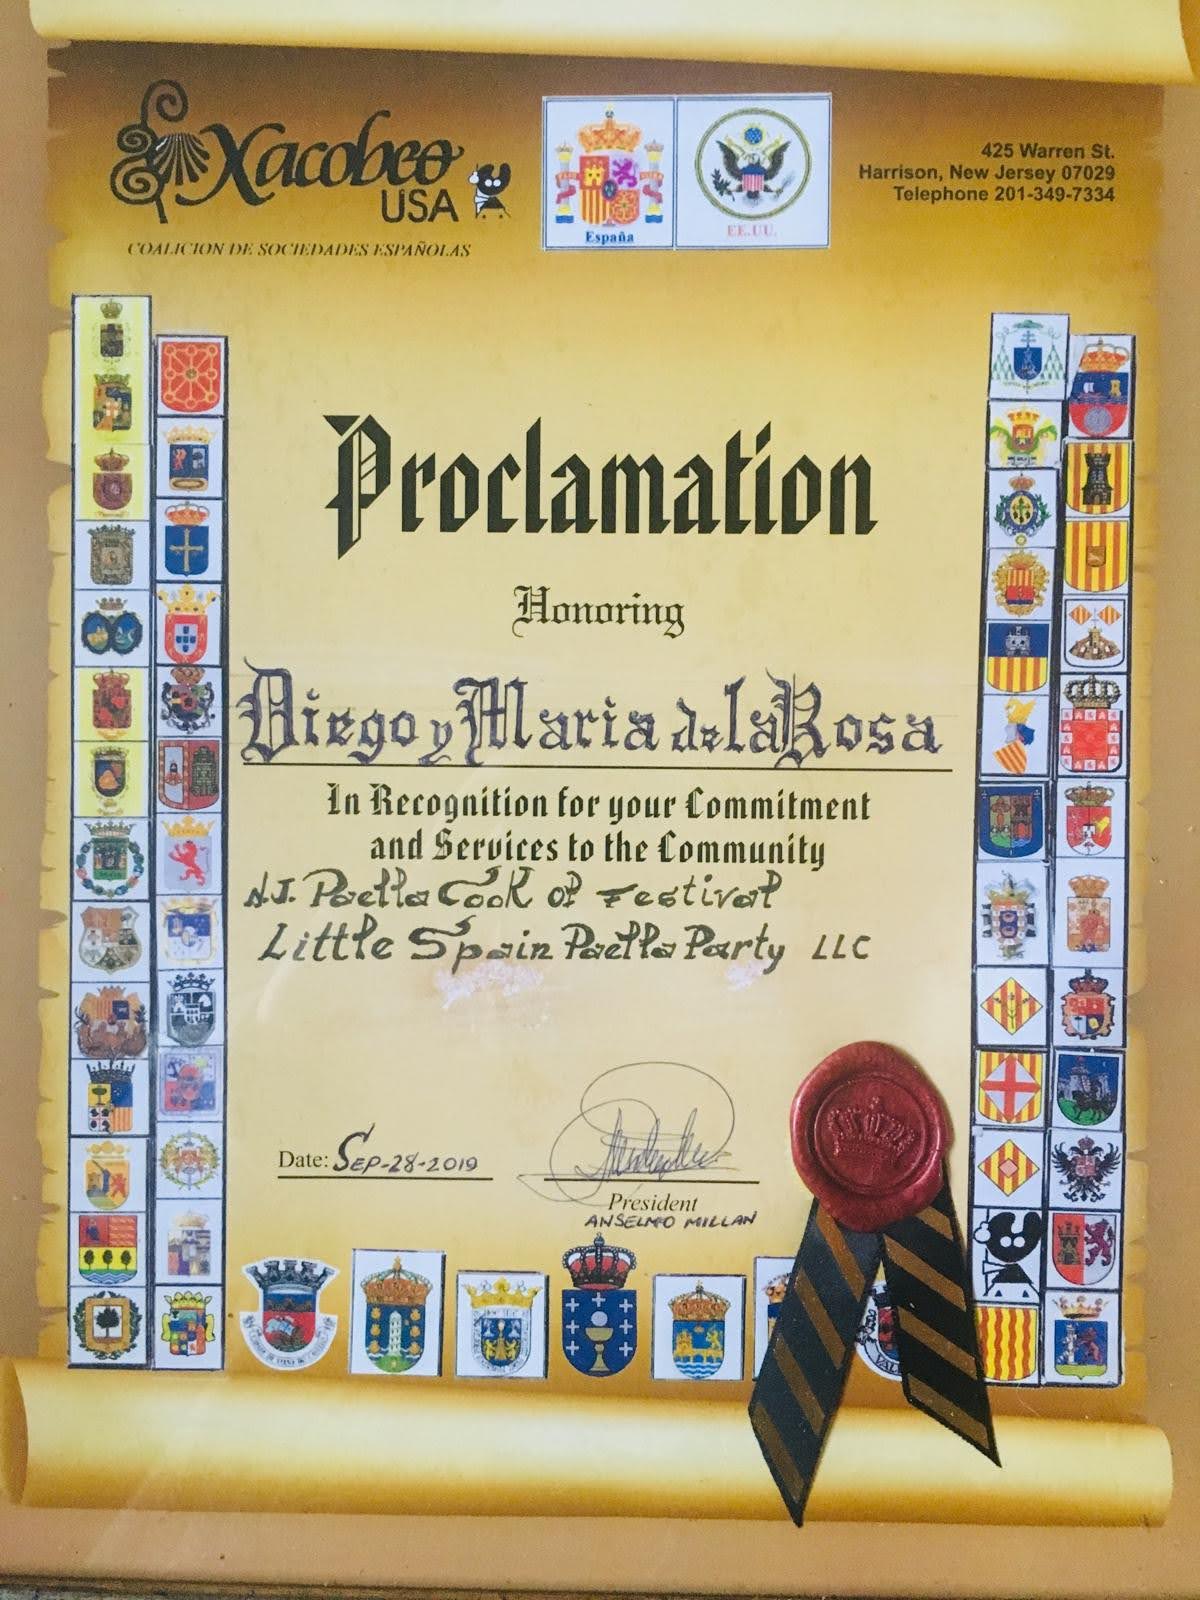 Xacobeo
USA
COALICION DE SOCIEDADES ESPAÑOLAS
España
EE.UU.
425 Warren St.
Harrison, New Jersey 07029
Telephone 201-349-7334
Proclamation
Honoring
Diego y Maria de la Rosa
In Recognition for your Commitment
and Services to the Community
N.J. Paella Cook of Festival
Little Spain Paella Party LLC
Date: SEP-28-2019
President
ANSELMO MILLAN